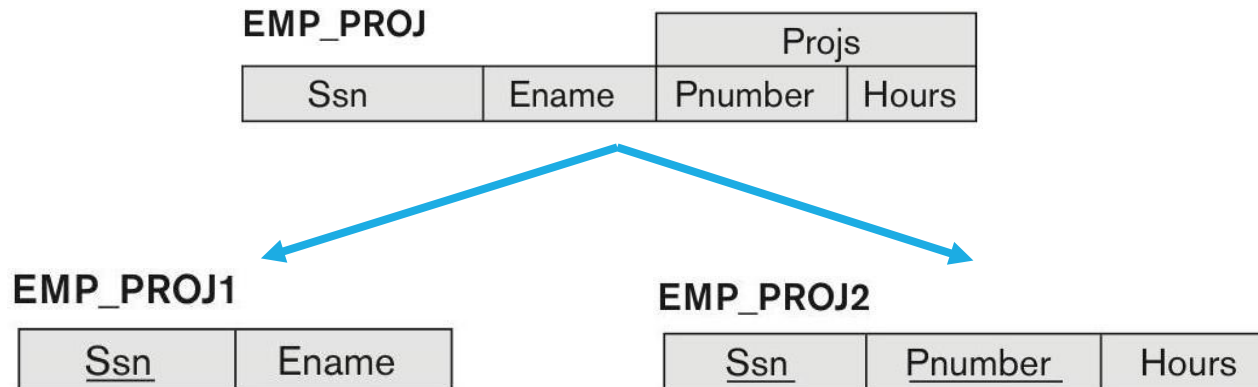 EMP_PROJ
Projs
Ssn Ename Pnumber Hours
EMP_PROJ1
Ssn Ename
EMP_PROJ2
Ssn Pnumber Hours